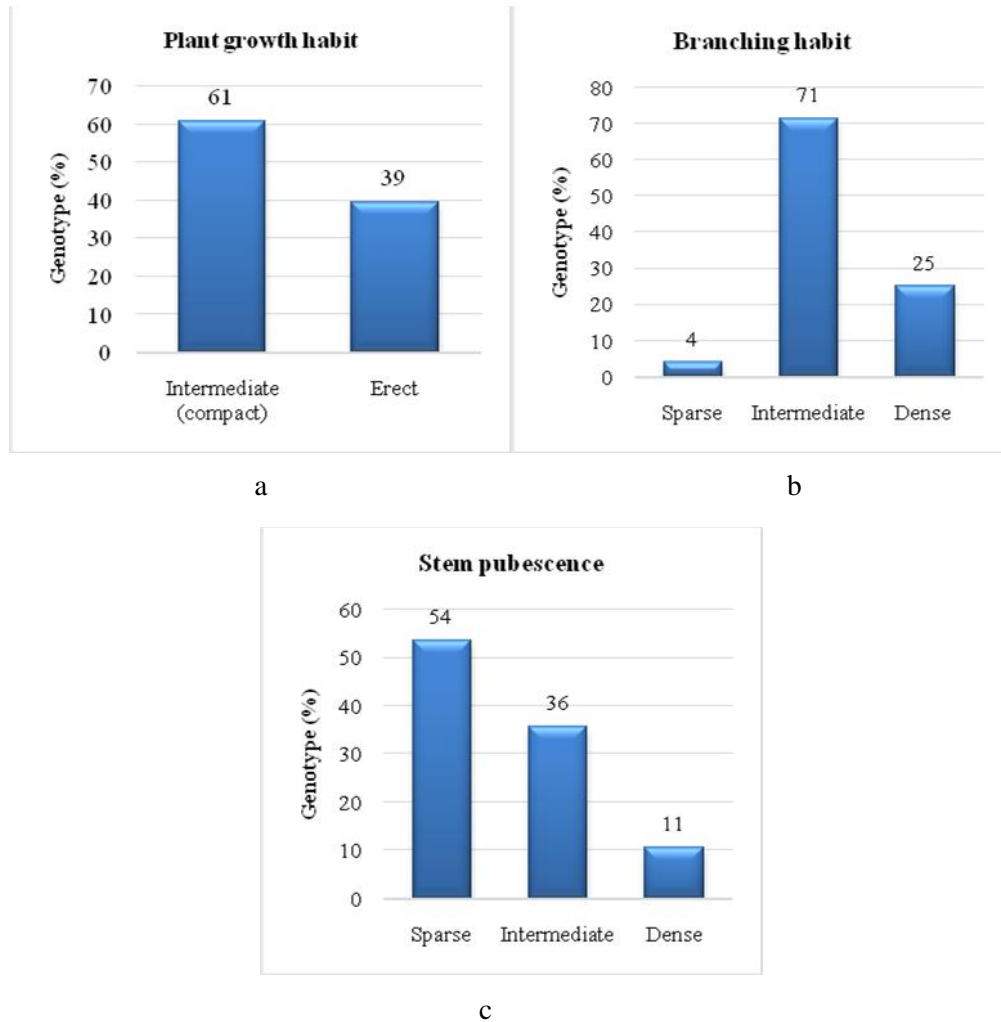 Plant growth habit
Genotype (%)
70
60
50
40
30
20
10
0
61
39
Intermediate
(compact)
Erect
a
Branching habit
Genotype (%)
80
70
60
50
40
30
20
10
0
4
71
25
Sparse
Intermediate
Dense
b
Stem pubescence
Genotype (%)
60
50
40
30
20
10
0
54
36
11
Sparse
Intermediate
Dense
c